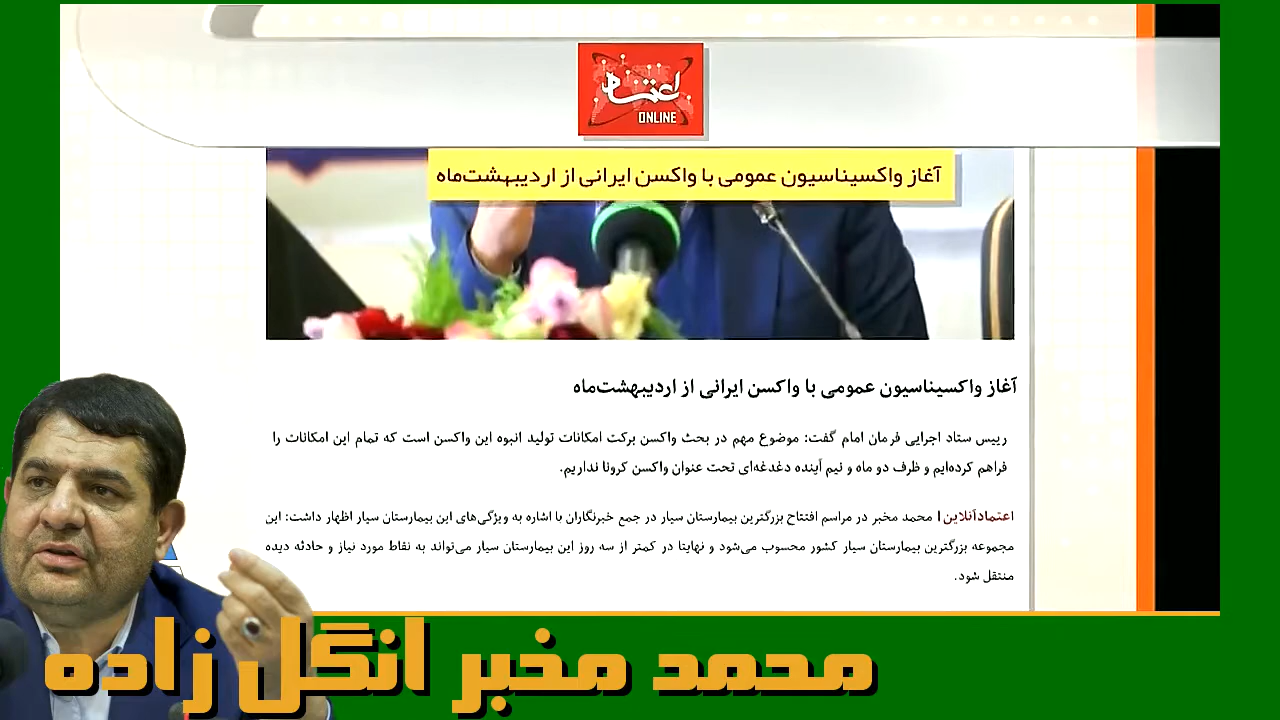 اعتماد
ONLINE
آغاز واکسیناسیون عمومی با واکسن ایرانی از اردیبهشت‌ماه
آغاز واکسیناسیون عمومی با واکسن ایرانی از اردیبهشت‌ماه
رییس ستاد اجرایی فرمان امام گفت: موضوع مهم در بحث واکسن برکت امکانات تولید انبوه این واکسن است که تمام این امکانات را
فراهم کرده‌ایم و ظرف دو ماه و نیم آینده دغدغه‌ای تحت عنوان واکسن کرونا نداریم.
اعتمادآنلاین| محمد مخبر در مراسم افتتاح بزرگترین بیمارستان سیار در جمع خبرنگاران با اشاره به ویژگی‌های این بیمارستان سیار اظهار داشت: این
مجموعه بزرگترین بیمارستان سیار کشور محسوب می‌شود و نهایتا در کمتر از سه روز این بیمارستان سیار می‌تواند به نقاط مورد نیاز و حادثه دیده
منتقل شود.
محمد مخبر انگل زاده